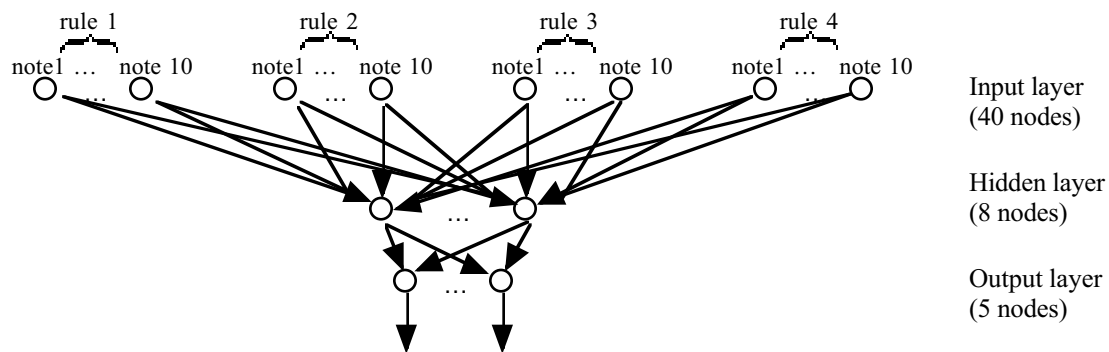 rule 1 rule 2 rule 3 rule 4
note1 ... note 10 note1 ... note 10 note1 ... note 10 note1 ... note 10
... ... ... ...
Input layer
(40 nodes)
Hidden layer
(8 nodes)
...
Output layer
(5 nodes)
...